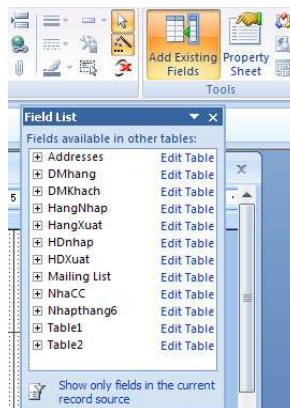 Add Existing Fields
Property Sheet
Tools
Field List
Fields available in other tables:
Addresses Edit Table
DMhang Edit Table
DMKhach Edit Table
HangNhap Edit Table
HangXuat Edit Table
HDnhap Edit Table
HDXuat Edit Table
Mailing List Edit Table
NhaCC Edit Table
Nhapthang6 Edit Table
Table1 Edit Table
Table2 Edit Table
5
Show only fields in the current
record source